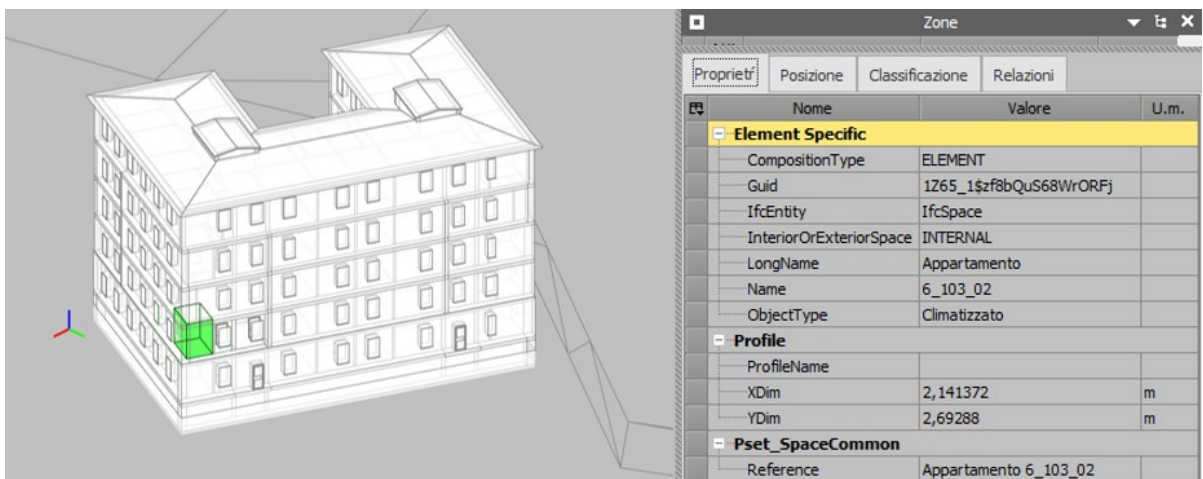 Zone
Proprietŕ Posizione Classificazione Relazioni
Nome Valore U.m.
Element Specific
CompositionType ELEMENT
Guid 1Z65_1$zf8bQuS68WrORFj
IfcEntity IfcSpace
InteriorOrExteriorSpace INTERNAL
LongName Appartamento
Name 6_103_02
ObjectType Climatizzato
Profile
ProfileName
XDim 2,141372 m
YDim 2,69288 m
Pset_SpaceCommon
Reference Appartamento 6_103_02